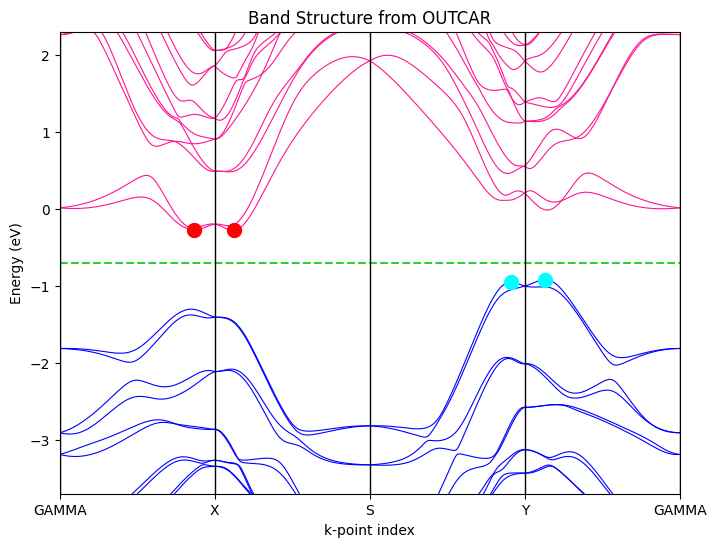 Band Structure from OUTCAR
Energy (eV)
2
1
0
−1
−2
−3
GAMMA X S Y GAMMA
k-point index